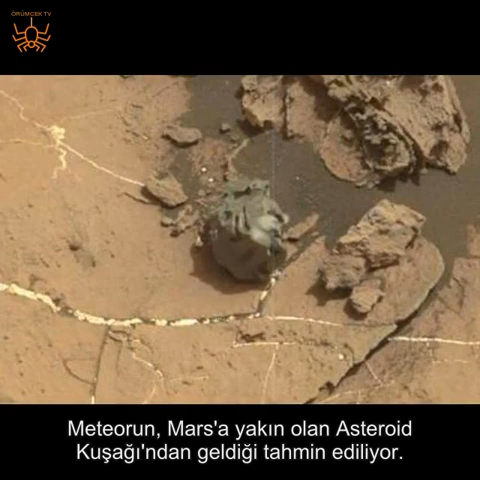 ÖRÜMCEK TV
Meteorun, Mars'a yakın olan Asteroid
Kuşağı'ndan geldiği tahmin ediliyor.